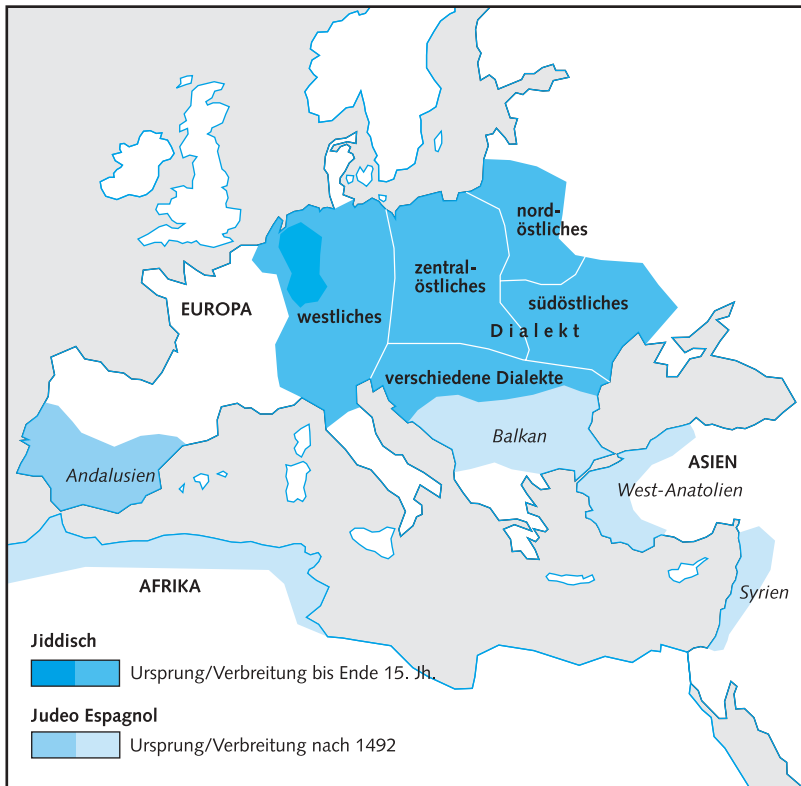 nord-
östliches
zentral-
östliches
EUROPA
westliches
südöstliches
Dialekt
verschiedene Dialekte
Balkan
Andalusien
ASIEN
West-Anatolien
AFRIKA
Syrien
Jiddisch
Ursprung/Verbreitung bis Ende 15. Jh.
Judeo Espagnol
Ursprung/Verbreitung nach 1492